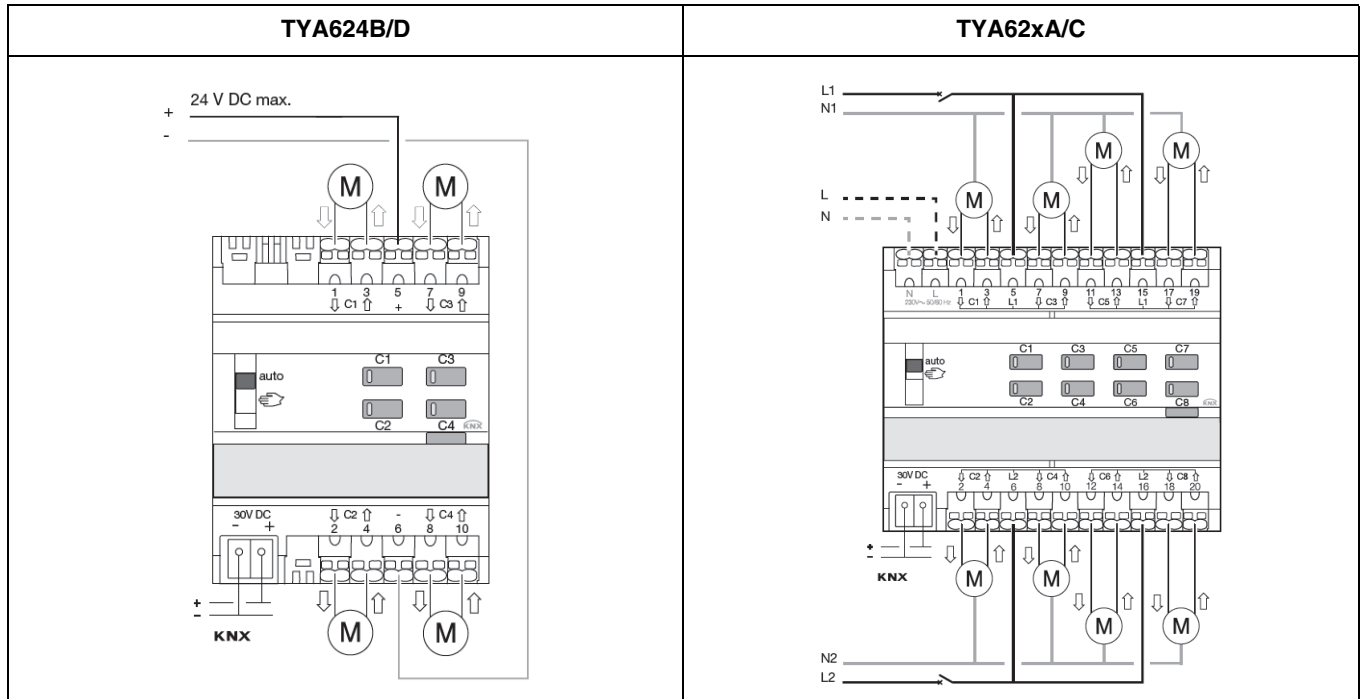 TYA624B/D
24 V DC max.
+
-
M M
1 3 5 7 9
C1 + C3
auto
C1 C3
C2 C4
KNX
30V DC
- +
C2 - C4
2 4 6 8 10
+
-
KNX
M M
TYA62xA/C
L1
N1
M M
L
N
M M
N L 1 3 5 7 9 11 13 15 17 19
230V~ 50/60 Hz C1 L1 C3 C5 L1 C7
auto
C1 C3 C5 C7
C2 C4 C6 C8
KNX
30V DC
- +
C2 L2 C4 C6 L2 C8
2 4 6 8 10 12 14 16 18 20
+
-
KNX
M M
M M
N2
L2